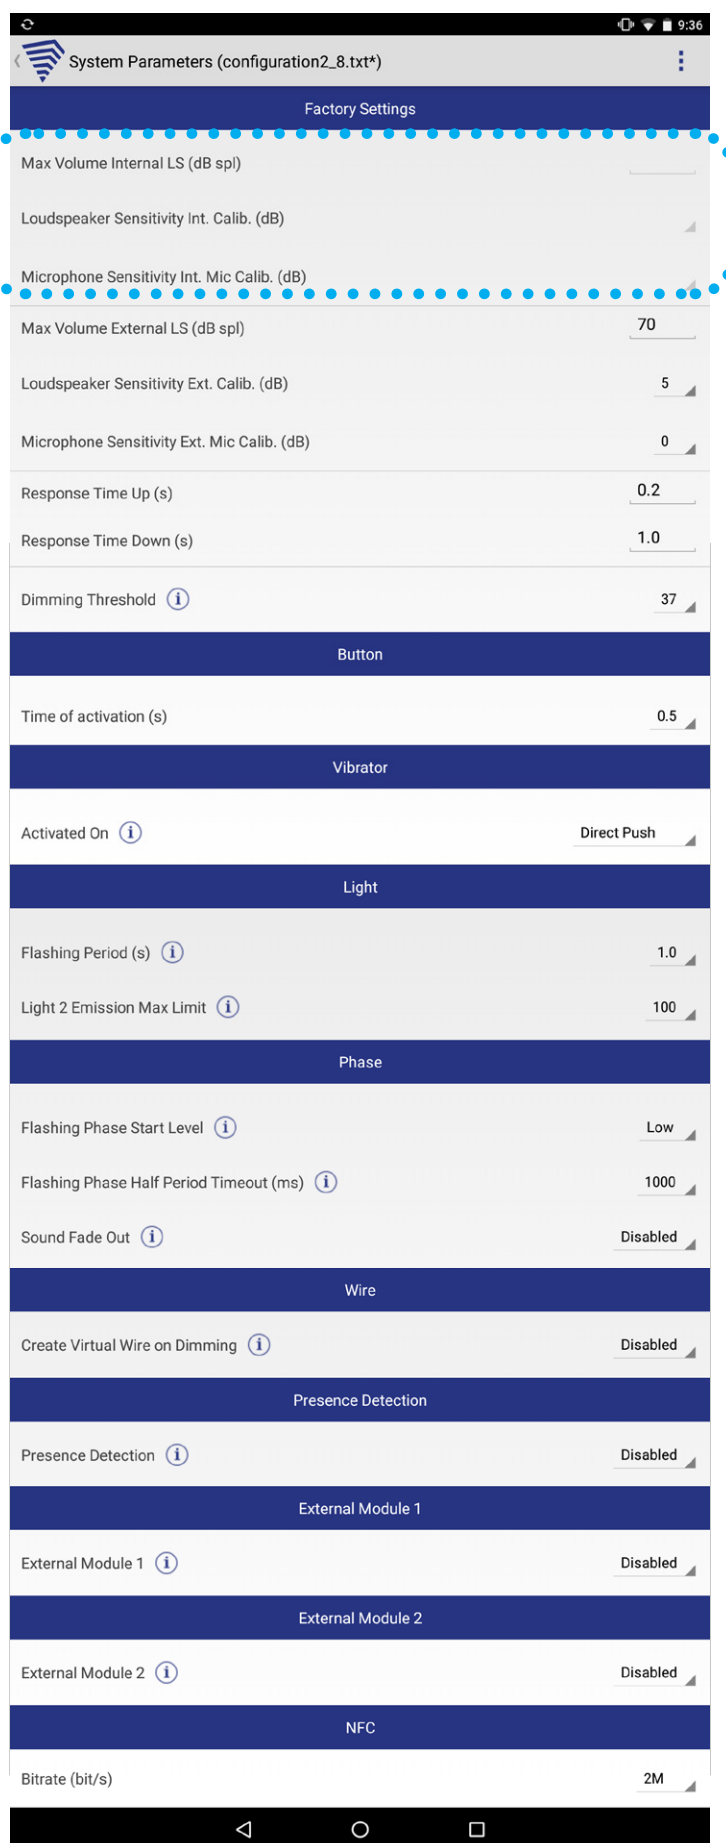 9:36
System Parameters (configuration2_8.txt*)
Factory Settings
Max Volume Internal LS (dB spl)
Loudspeaker Sensitivity Int. Calib. (dB)
Microphone Sensitivity Int. Mic Calib. (dB)
Max Volume External LS (dB spl) 70
Loudspeaker Sensitivity Ext. Calib. (dB) 5
Microphone Sensitivity Ext. Mic Calib. (dB) 0
Response Time Up (s) 0.2
Response Time Down (s) 1.0
Dimming Threshold i 37
Button
Time of activation (s) 0.5
Vibrator
Activated On i Direct Push
Light
Flashing Period (s) i 1.0
Light 2 Emission Max Limit i 100
Phase
Flashing Phase Start Level i Low
Flashing Phase Half Period Timeout (ms) i 1000
Sound Fade Out i Disabled
Wire
Create Virtual Wire on Dimming i Disabled
Presence Detection
Presence Detection i Disabled
External Module 1
External Module 1 i Disabled
External Module 2
External Module 2 i Disabled
NFC
Bitrate (bit/s) 2M